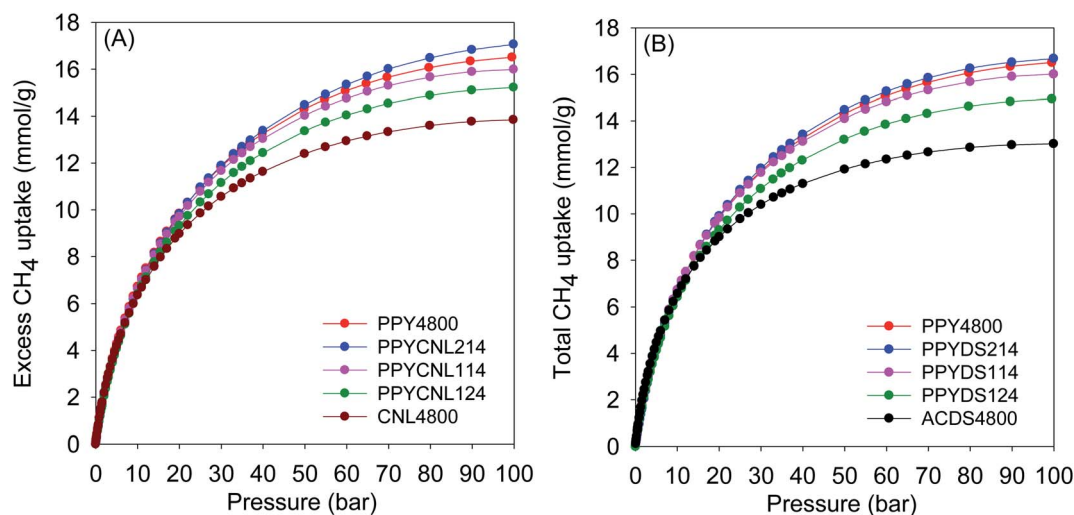 (A)
Excess CH4 uptake (mmol/g)
18
16
14
12
10
8
6
4
2
0
PPY4800
PPYCNL214
PPYCNL114
PPYCNL124
CNL4800
0 10 20 30 40 50 60 70 80 90 100
Pressure (bar)
(B)
Total CH4 uptake (mmol/g)
18
16
14
12
10
8
6
4
2
0
PPY4800
PPYDS214
PPYDS114
PPYDS124
ACDS4800
0 10 20 30 40 50 60 70 80 90 100
Pressure (bar)